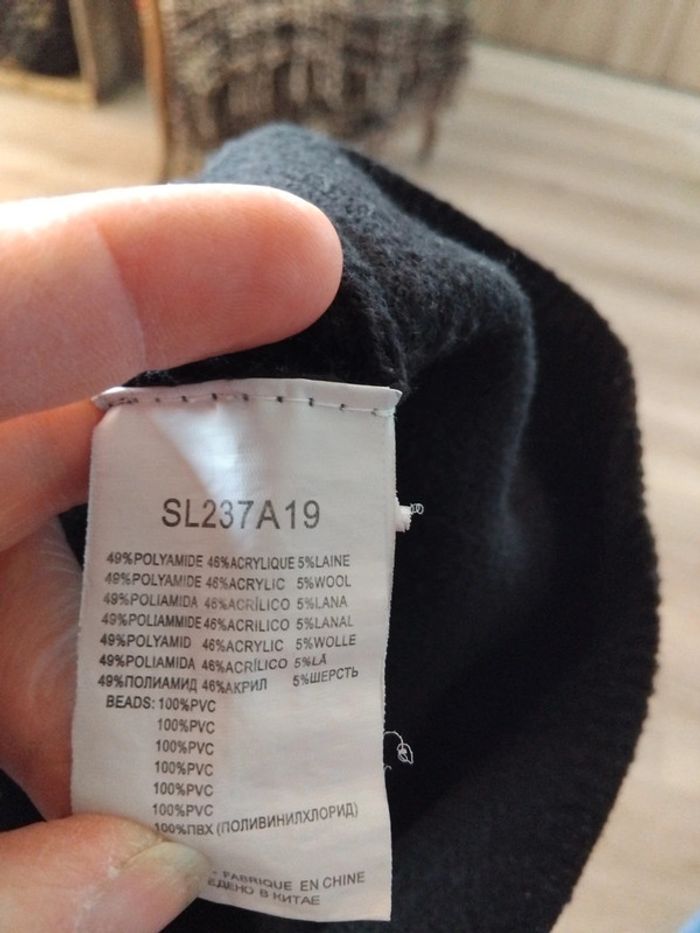 SL237A19
49%POLYAMIDE 46%ACRYLIQUE 5%LAINE
49%POLYAMIDE 46%ACRYLIC 5%WOOL
49%POLIAMIDA 46%ACRÍLICO 5%LANA
49%POLIAMMIDE 46%ACRILICO 5%LANAL
49%POLYAMID 46%ACRYLIC 5%WOLLE
49%POLIAMIDA 46%ACRÍLICO 5%LÃ
49%ПОЛИАМИД 46%АКРИЛ 5%ШЕРСТЬ
BEADS: 100%PVC
100%PVC
100%PVC
100%PVC
100%PVC
100%PVC
100%ПВХ (ПОЛИВИНИЛХЛОРИД)
- FABRIQUE EN CHINE
В КИТАЕ